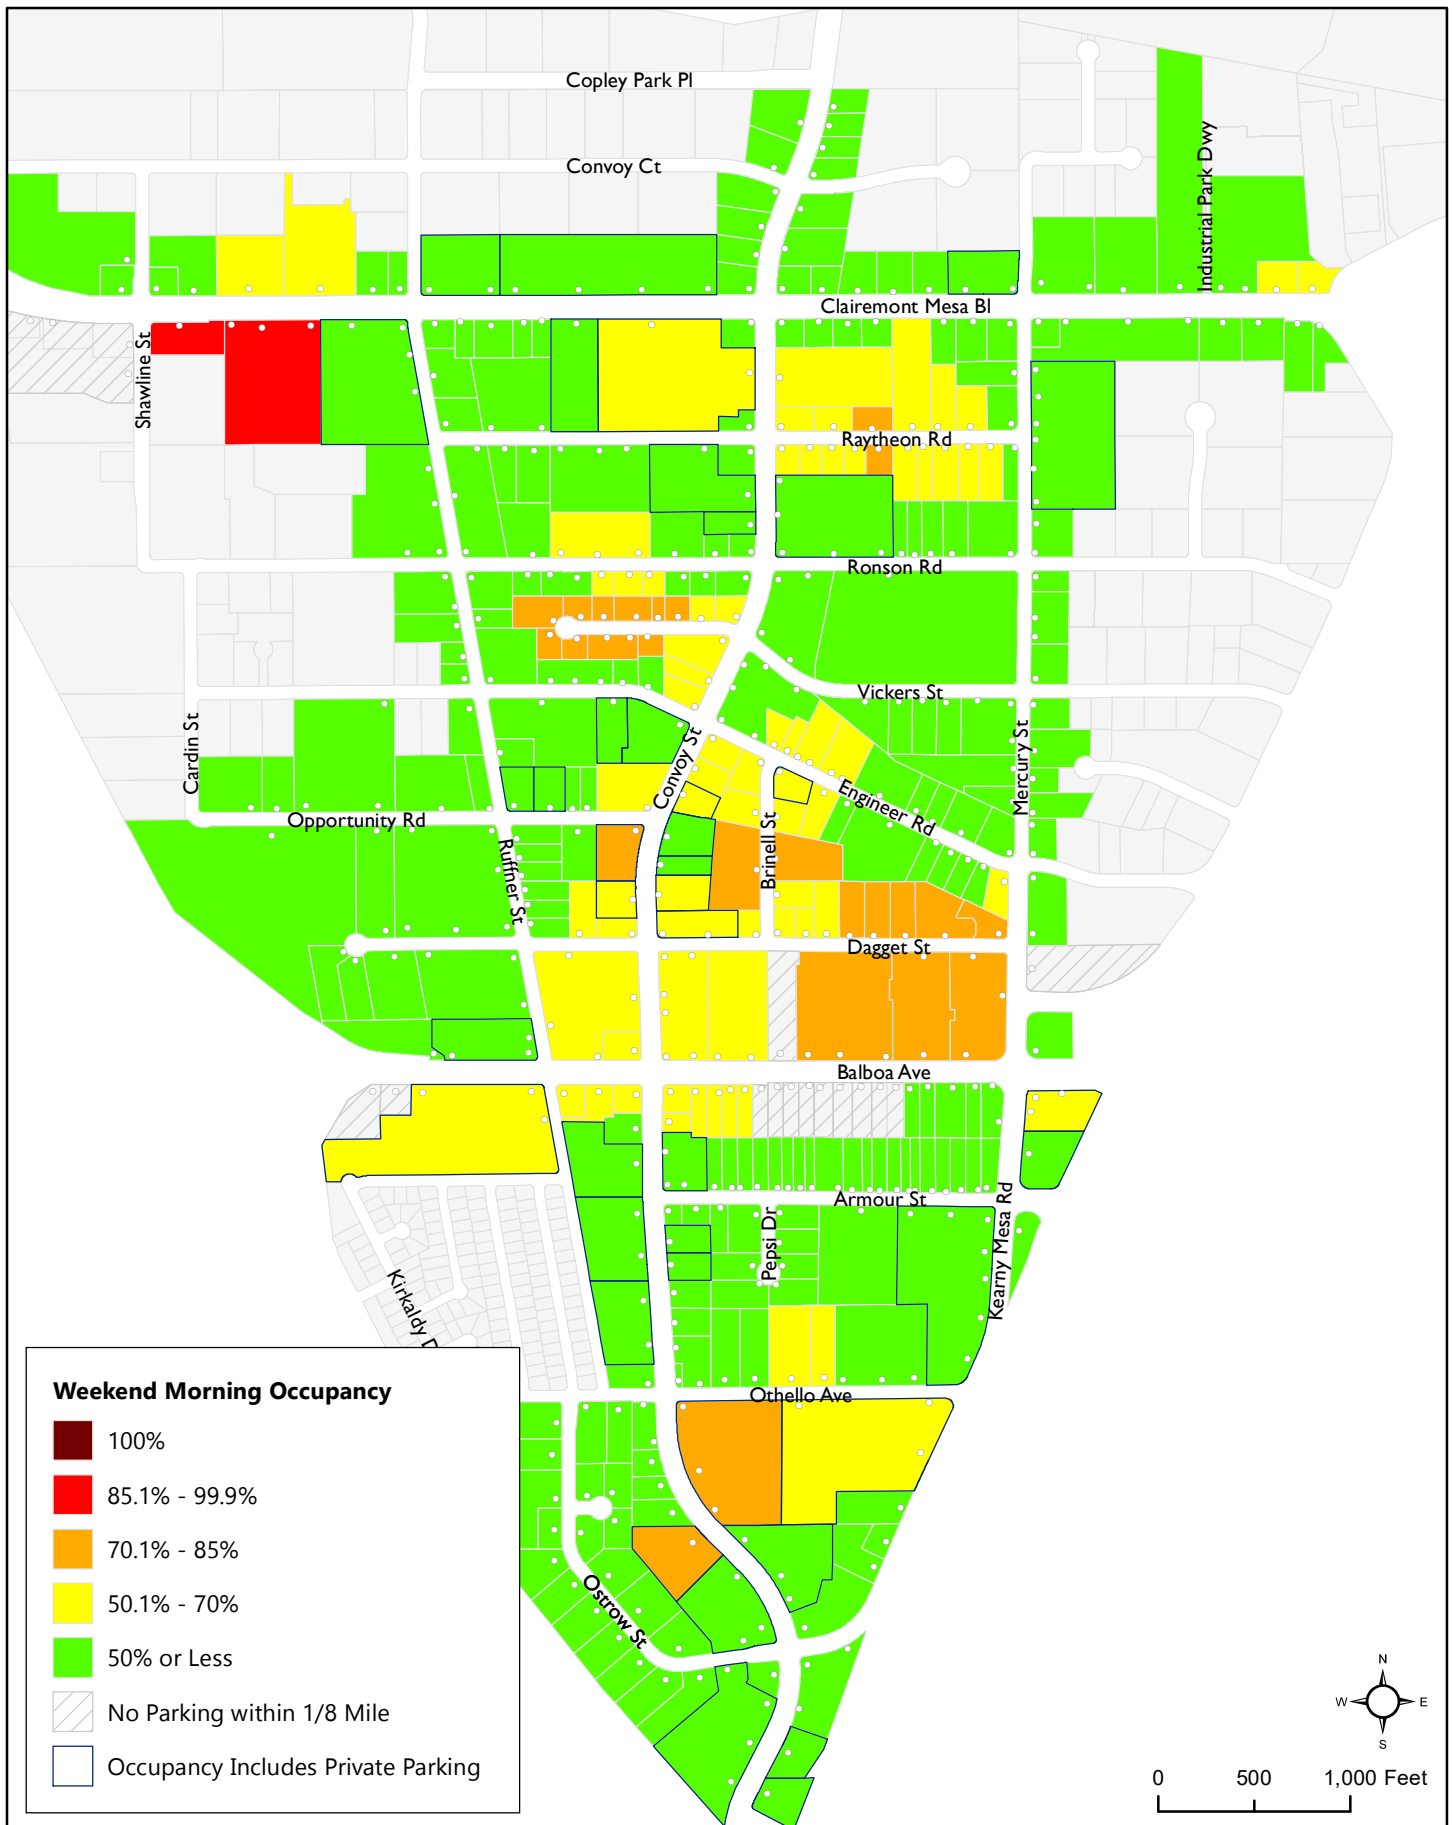 Copley Park Pl
Convoy Ct
Industrial Park Dwy
Clairemont Mesa Bl
Shawline St
Raytheon Rd
Ronson Rd
Vickers St
Cardin St
Convoy St
Mercury St
Engineer Rd
Opportunity Rd
Brinell St
Ruffner St
Dagget St
Balboa Ave
Armour St
Pepsi Dr
Kearny Mesa Rd
Kirkaldy D
Othello Ave
Ostrow St
Weekend Morning Occupancy
100%
85.1% - 99.9%
70.1% - 85%
50.1% - 70%
50% or Less
No Parking within 1/8 Mile
Occupancy Includes Private Parking
N
W E
S
0 500 1,000 Feet